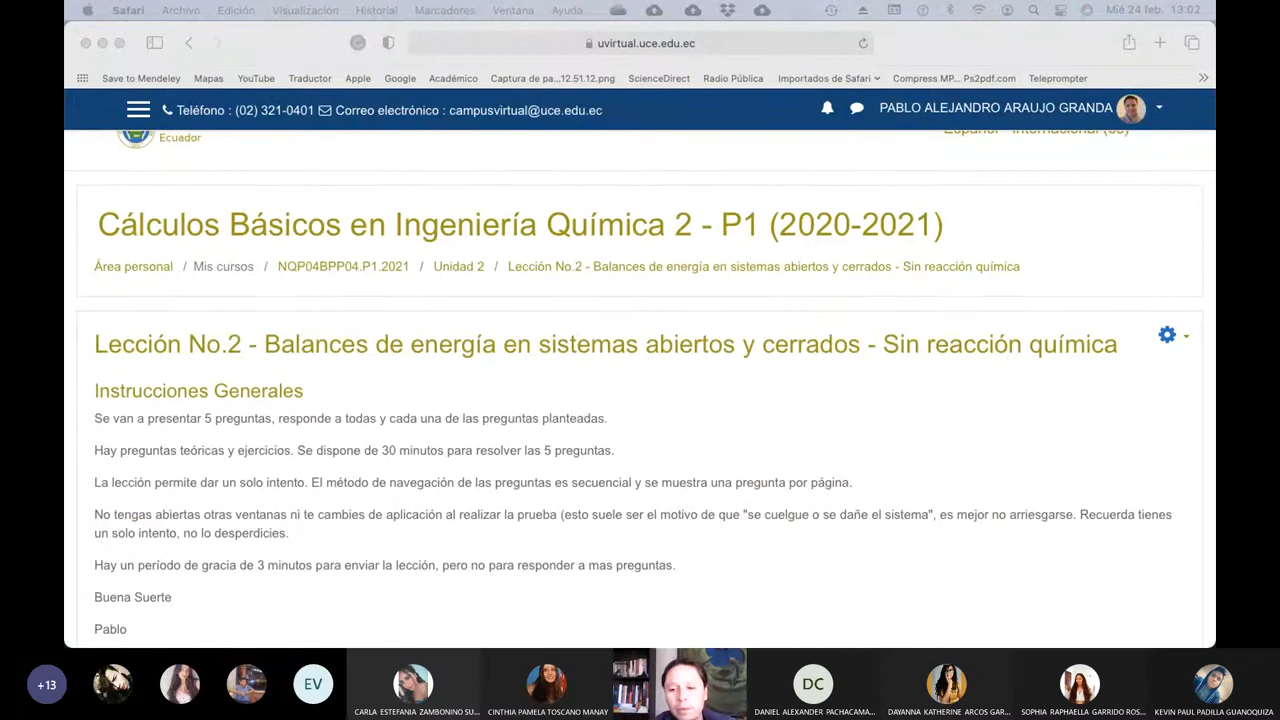 Safari Archivo Edición Visualización Historial Marcadores Ventana Ayuda Mié 24 feb. 13:02
uvirtual.uce.edu.ec
Save to Mendeley Mapas YouTube Traductor Apple Google Académico Captura de pa...12.51.12.png ScienceDirect Radio Pública Importados de Safari Compress MP... Ps2pdf.com Teleprompter
Teléfono : (02) 321-0401 Correo electrónico : campusvirtual@uce.edu.ec PABLO ALEJANDRO ARAUJO GRANDA
Ecuador Español - Internacional (es)
Cálculos Básicos en Ingeniería Química 2 - P1 (2020-2021)
Área personal / Mis cursos / NQP04BPP04.P1.2021 / Unidad 2 / Lección No.2 - Balances de energía en sistemas abiertos y cerrados - Sin reacción química
Lección No.2 - Balances de energía en sistemas abiertos y cerrados - Sin reacción química
Instrucciones Generales
Se van a presentar 5 preguntas, responde a todas y cada una de las preguntas planteadas.
Hay preguntas teóricas y ejercicios. Se dispone de 30 minutos para resolver las 5 preguntas.
La lección permite dar un solo intento. El método de navegación de las preguntas es secuencial y se muestra una pregunta por página.
No tengas abiertas otras ventanas ni te cambies de aplicación al realizar la prueba (esto suele ser el motivo de que "se cuelgue o se dañe el sistema", es mejor no arriesgarse. Recuerda tienes
un solo intento, no lo desperdicies.
Hay un período de gracia de 3 minutos para enviar la lección, pero no para responder a mas preguntas.
Buena Suerte
Pablo
+13 EV DC
CARLA ESTEFANIA ZAMBONINO SU... CINTHIA PAMELA TOSCANO MANAY DANIEL ALEXANDER PACHACAMA... DAYANNA KATHERINE ARCOS GAR... SOPHIA RAPHAELLA GARRIDO ROS... KEVIN PAUL PADILLA GUANOQUIZA